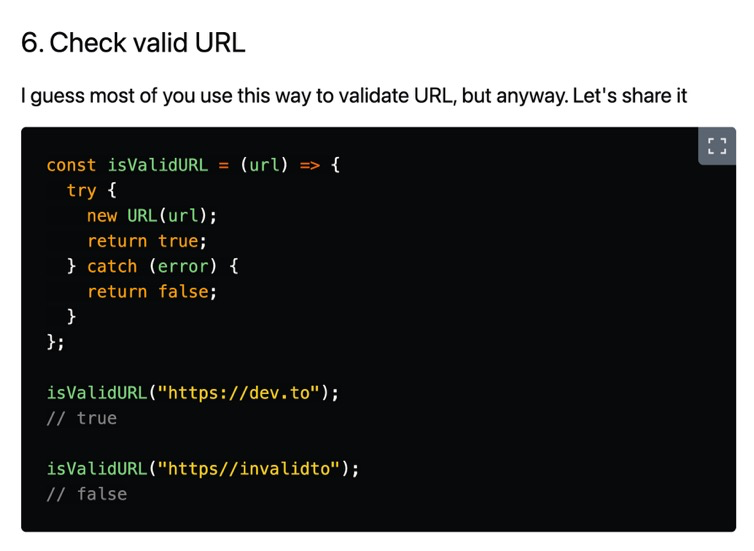 6. Check valid URL
I guess most of you use this way to validate URL, but anyway. Let's share it
const isValidURL = (url) => {
  try {
    new URL(url);
    return true;
  } catch (error) {
    return false;
  }
};

isValidURL("https://dev.to");
// true

isValidURL("https//invalidto");
// false